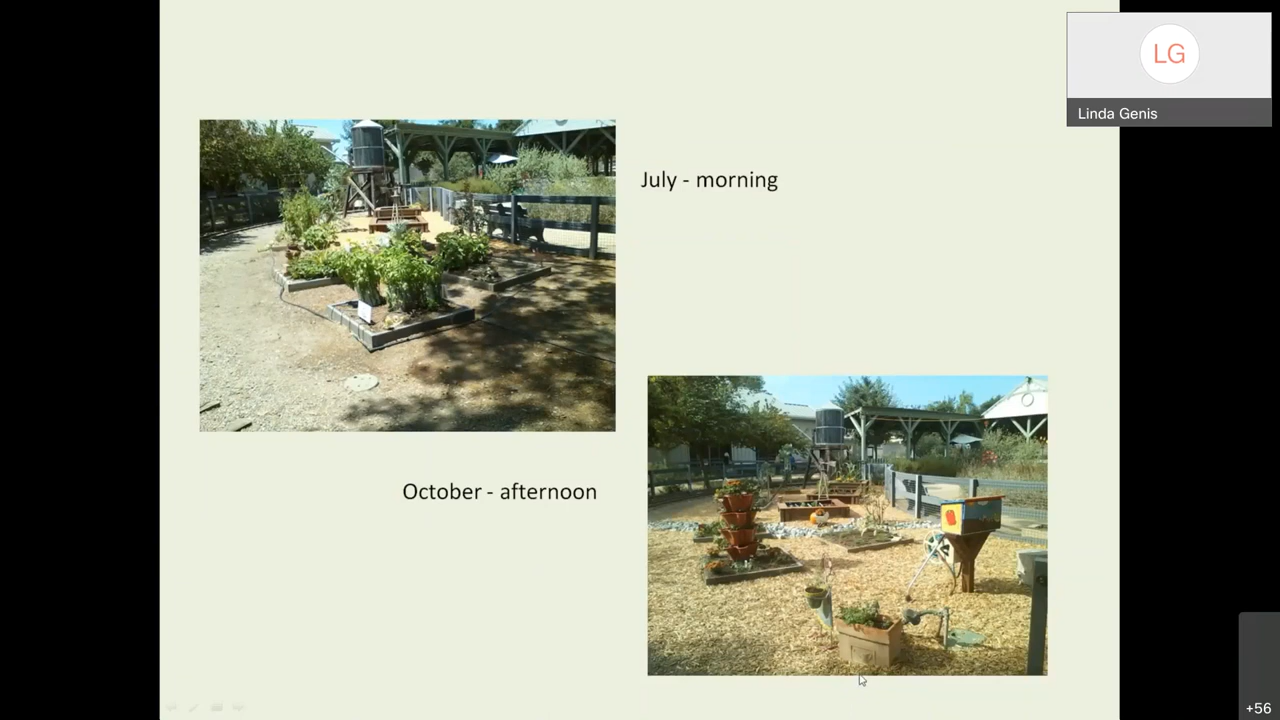 LG
Linda Genis
July - morning
October - afternoon
+56